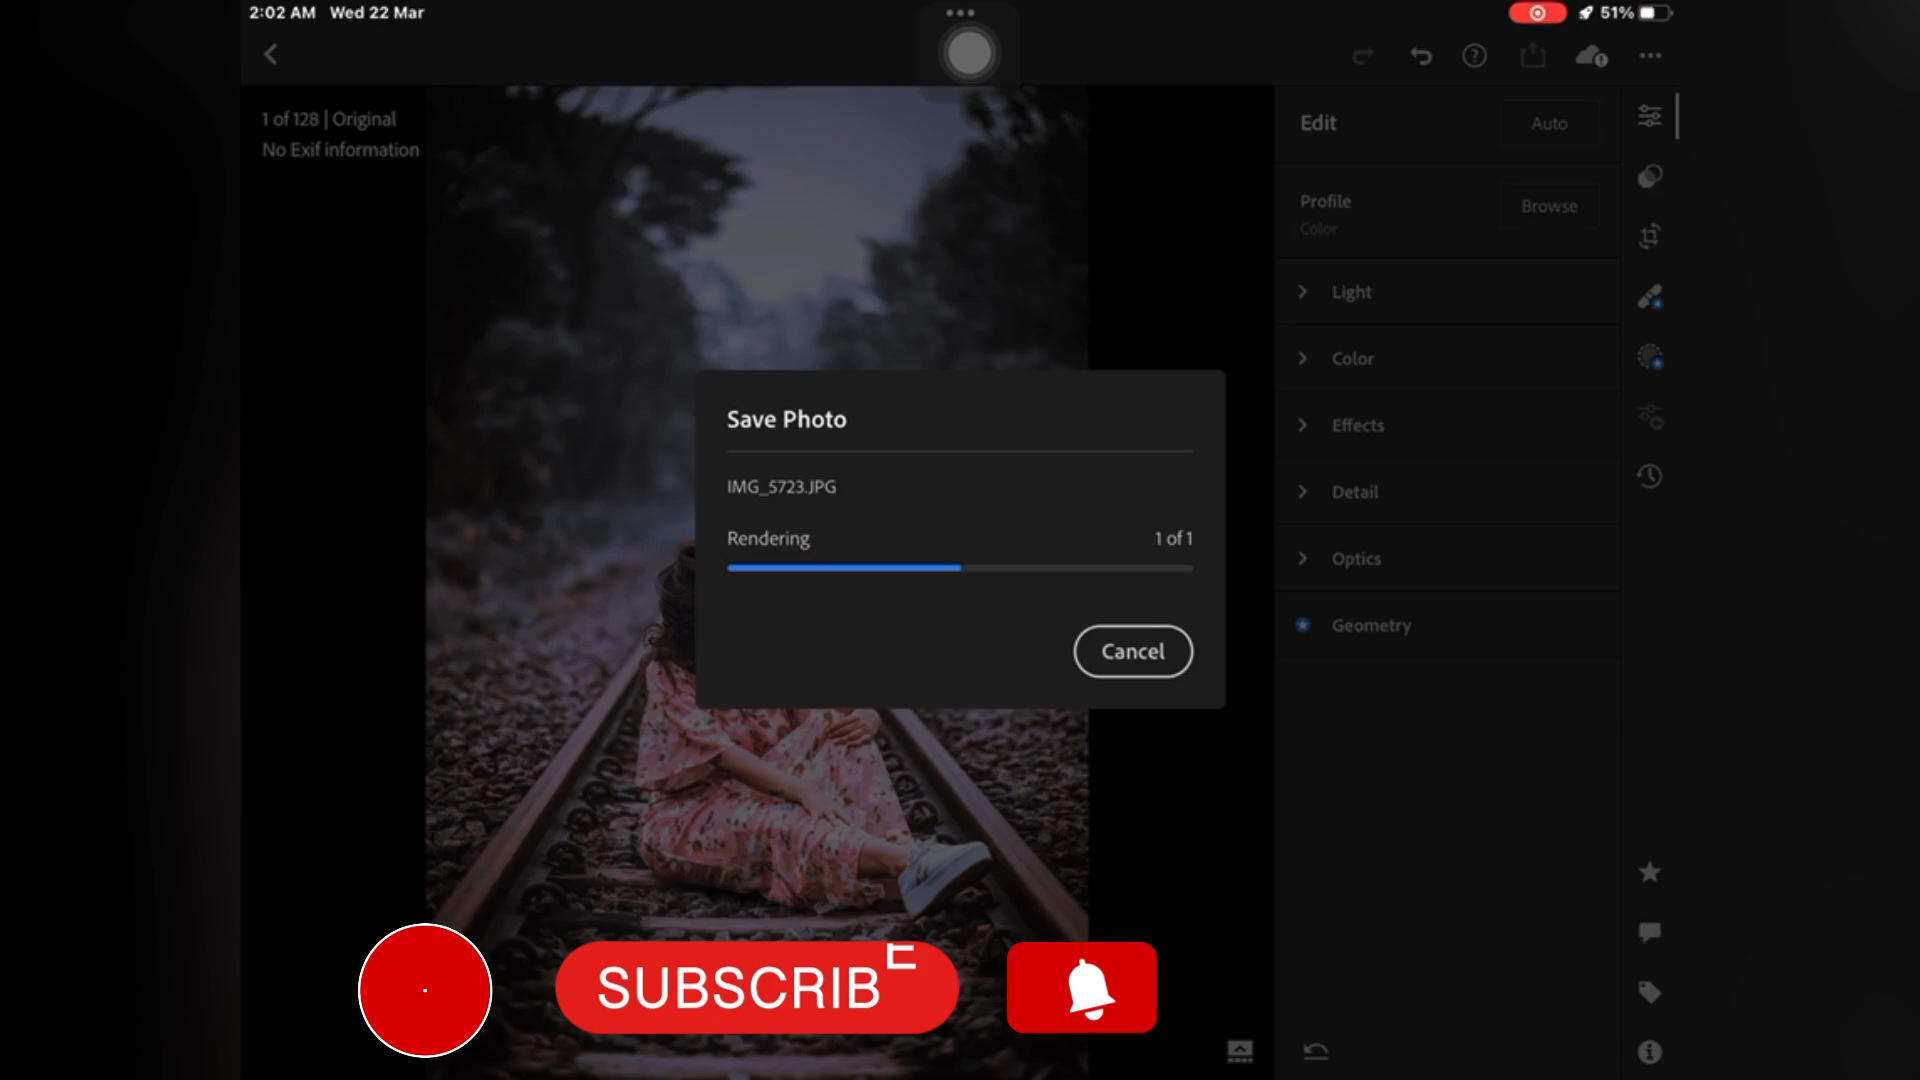 2:02 AM Wed 22 Mar
51%
1 of 128 | Original
No Exif information
Edit
Auto
Profile
Browse
Color
Light
Color
Effects
Detail
Optics
Geometry
Save Photo
IMG_5723.JPG
Rendering
1 of 1
Cancel
SUBSCRIBE